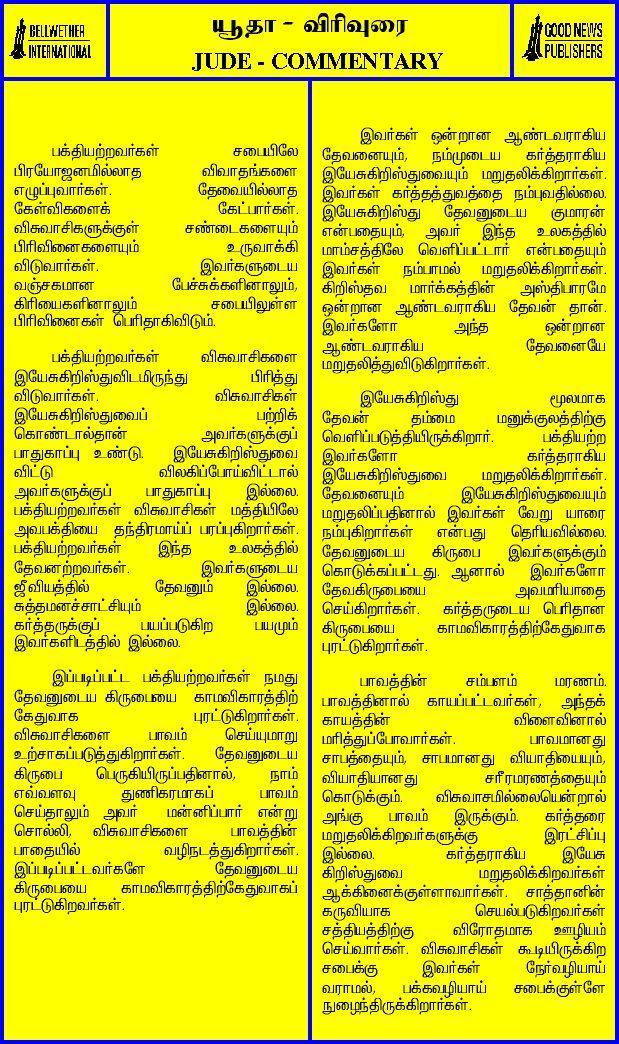 BELLWETHER
INTERNATIONAL
யூதா - விரிவுரை
JUDE - COMMENTARY
GOOD NEWS
PUBLISHERS
பக்தியற்றவர்கள் சபையிலே
பிரயோஜனமில்லாத விவாதங்களை
எழுப்புவார்கள். தேவையில்லாத
கேள்விகளைக் கேட்பார்கள்.
விசுவாசிகளுக்குள் சண்டைகளையும்
பிரிவினைகளையும் உருவாக்கி
விடுவார்கள். இவர்களுடைய
வஞ்சகமான பேச்சுக்களினாலும்,
கிரியைகளினாலும் சபையிலுள்ள
பிரிவினைகள் பெரிதாகிவிடும்.
பக்தியற்றவர்கள் விசுவாசிகளை
இயேசுகிறிஸ்துவிடமிருந்து பிரித்து
விடுவார்கள். விசுவாசிகள்
இயேசுகிறிஸ்துவைப் பற்றிக்
கொண்டால்தான் அவர்களுக்குப்
பாதுகாப்பு உண்டு. இயேசுகிறிஸ்துவை
விட்டு விலகிப்போய்விட்டால்
அவர்களுக்குப் பாதுகாப்பு இல்லை.
பக்தியற்றவர்கள் விசுவாசிகள் மத்தியிலே
அவபக்தியை தந்திரமாய்ப் பரப்புகிறார்கள்.
பக்தியற்றவர்கள் இந்த உலகத்தில்
தேவனற்றவர்கள். இவர்களுடைய
ஜீவியத்தில் தேவனும் இல்லை.
சுத்தமனச்சாட்சியும் இல்லை.
கர்த்தருக்குப் பயப்படுகிற பயமும்
இவர்களிடத்தில் இல்லை.
இப்படிப்பட்ட பக்தியற்றவர்கள் நமது
தேவனுடைய கிருபையை காமவிகாரத்திற்
கேதுவாக புரட்டுகிறார்கள்.
விசுவாசிகளை பாவம் செய்யுமாறு
உற்சாகப்படுத்துகிறார்கள். தேவனுடைய
கிருபை பெருகியிருப்பதினால், நாம்
எவ்வளவு துணிகரமாகப் பாவம்
செய்தாலும் அவர் மன்னிப்பார் என்று
சொல்லி, விசுவாசிகளை பாவத்தின்
பாதையில் வழிநடத்துகிறார்கள்.
இப்படிப்பட்டவர்களே தேவனுடைய
கிருபையை காமவிகாரத்திற்கேதுவாகப்
புரட்டுகிறவர்கள்.
இவர்கள் ஒன்றான ஆண்டவராகிய
தேவனையும், நம்முடைய கர்த்தராகிய
இயேசுகிறிஸ்துவையும் மறுதலிக்கிறார்கள்.
இவர்கள் கர்த்தத்துவத்தை நம்புவதில்லை.
இயேசுகிறிஸ்து தேவனுடைய குமாரன்
என்பதையும், அவர் இந்த உலகத்தில்
மாம்சத்திலே வெளிப்பட்டார் என்பதையும்
இவர்கள் நம்பாமல் மறுதலிக்கிறார்கள்.
கிறிஸ்தவ மார்க்கத்தின் அஸ்திபாரமே
ஒன்றான ஆண்டவராகிய தேவன் தான்.
இவர்களோ அந்த ஒன்றான
ஆண்டவராகிய தேவனையே
மறுதலித்துவிடுகிறார்கள்.
இயேசுகிறிஸ்து மூலமாக
தேவன் தம்மை மனுக்குலத்திற்கு
வெளிப்படுத்தியிருக்கிறார். பக்தியற்ற
இவர்களோ கர்த்தராகிய
இயேசுகிறிஸ்துவை மறுதலிக்கிறார்கள்.
தேவனையும் இயேசுகிறிஸ்துவையும்
மறுதலிப்பதினால் இவர்கள் வேறு யாரை
நம்புகிறார்கள் என்பது தெரியவில்லை.
தேவனுடைய கிருபை இவர்களுக்கும்
கொடுக்கப்பட்டது. ஆனால் இவர்களோ
தேவகிருபையை அவமரியாதை
செய்கிறார்கள். கர்த்தருடைய பெரிதான
கிருபையை காமவிகாரத்திற்கேதுவாக
புரட்டுகிறார்கள்.
பாவத்தின் சம்பளம் மரணம்.
பாவத்தினால் காயப்பட்டவர்கள், அந்தக்
காயத்தின் விளைவினால்
மரித்துப்போவார்கள். பாவமானது
சாபத்தையும், சாபமானது வியாதியையும்,
வியாதியானது சரீரமரணத்தையும்
கொடுக்கும். விசுவாசமில்லையென்றால்
அங்கு பாவம் இருக்கும். கர்த்தரை
மறுதலிக்கிறவர்களுக்கு இரட்சிப்பு
இல்லை. கர்த்தராகிய இயேசு
கிறிஸ்துவை மறுதலிக்கிறவர்கள்
ஆக்கினைக்குள்ளாவார்கள். சாத்தானின்
கருவியாக செயல்படுகிறவர்கள்
சத்தியத்திற்கு விரோதமாக ஊழியம்
செய்வார்கள். விசுவாசிகள் கூடியிருக்கிற
சபைக்கு இவர்கள் நேர்வழியாய்
வராமல், பக்கவழியாய் சபைக்குள்ளே
நுழைந்திருக்கிறார்கள்.